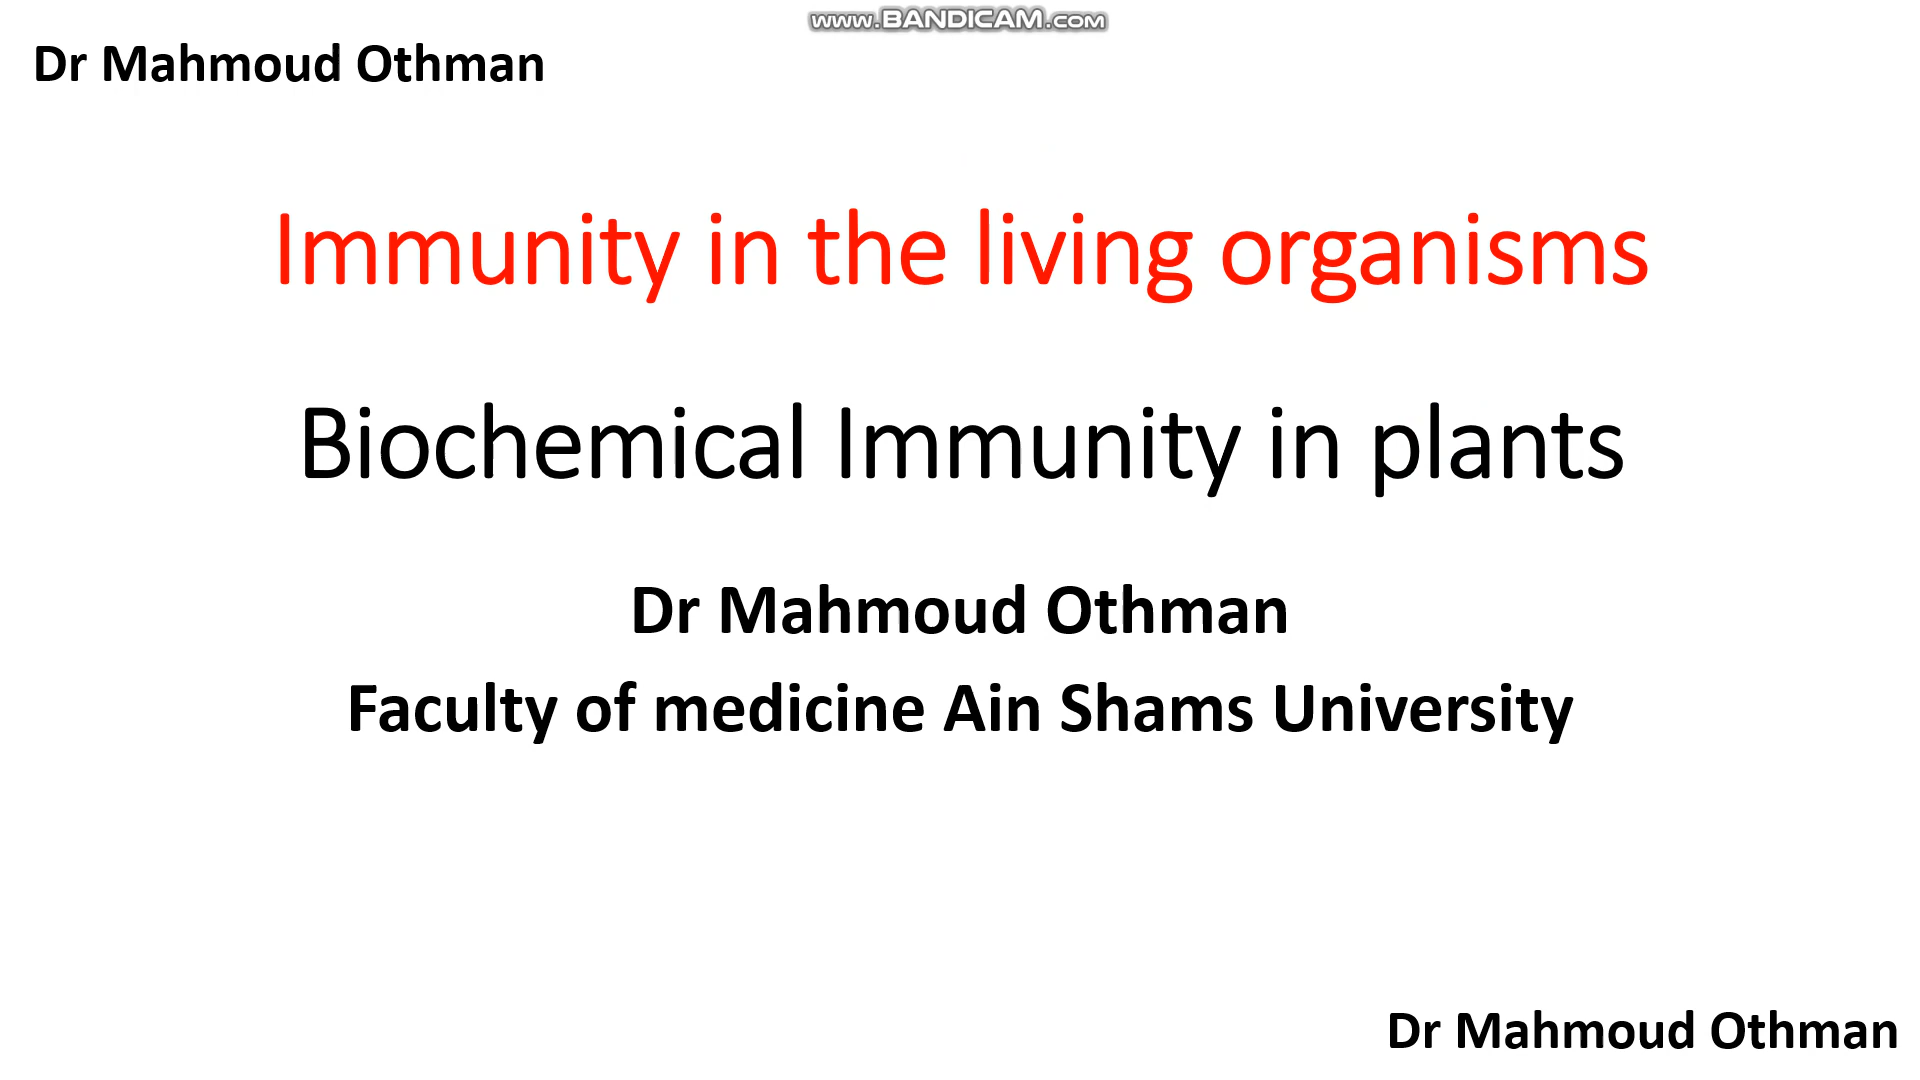 www.BANDICAM.com
Dr Mahmoud Othman
Immunity in the living organisms
Biochemical Immunity in plants
Dr Mahmoud Othman
Faculty of medicine Ain Shams University
Dr Mahmoud Othman